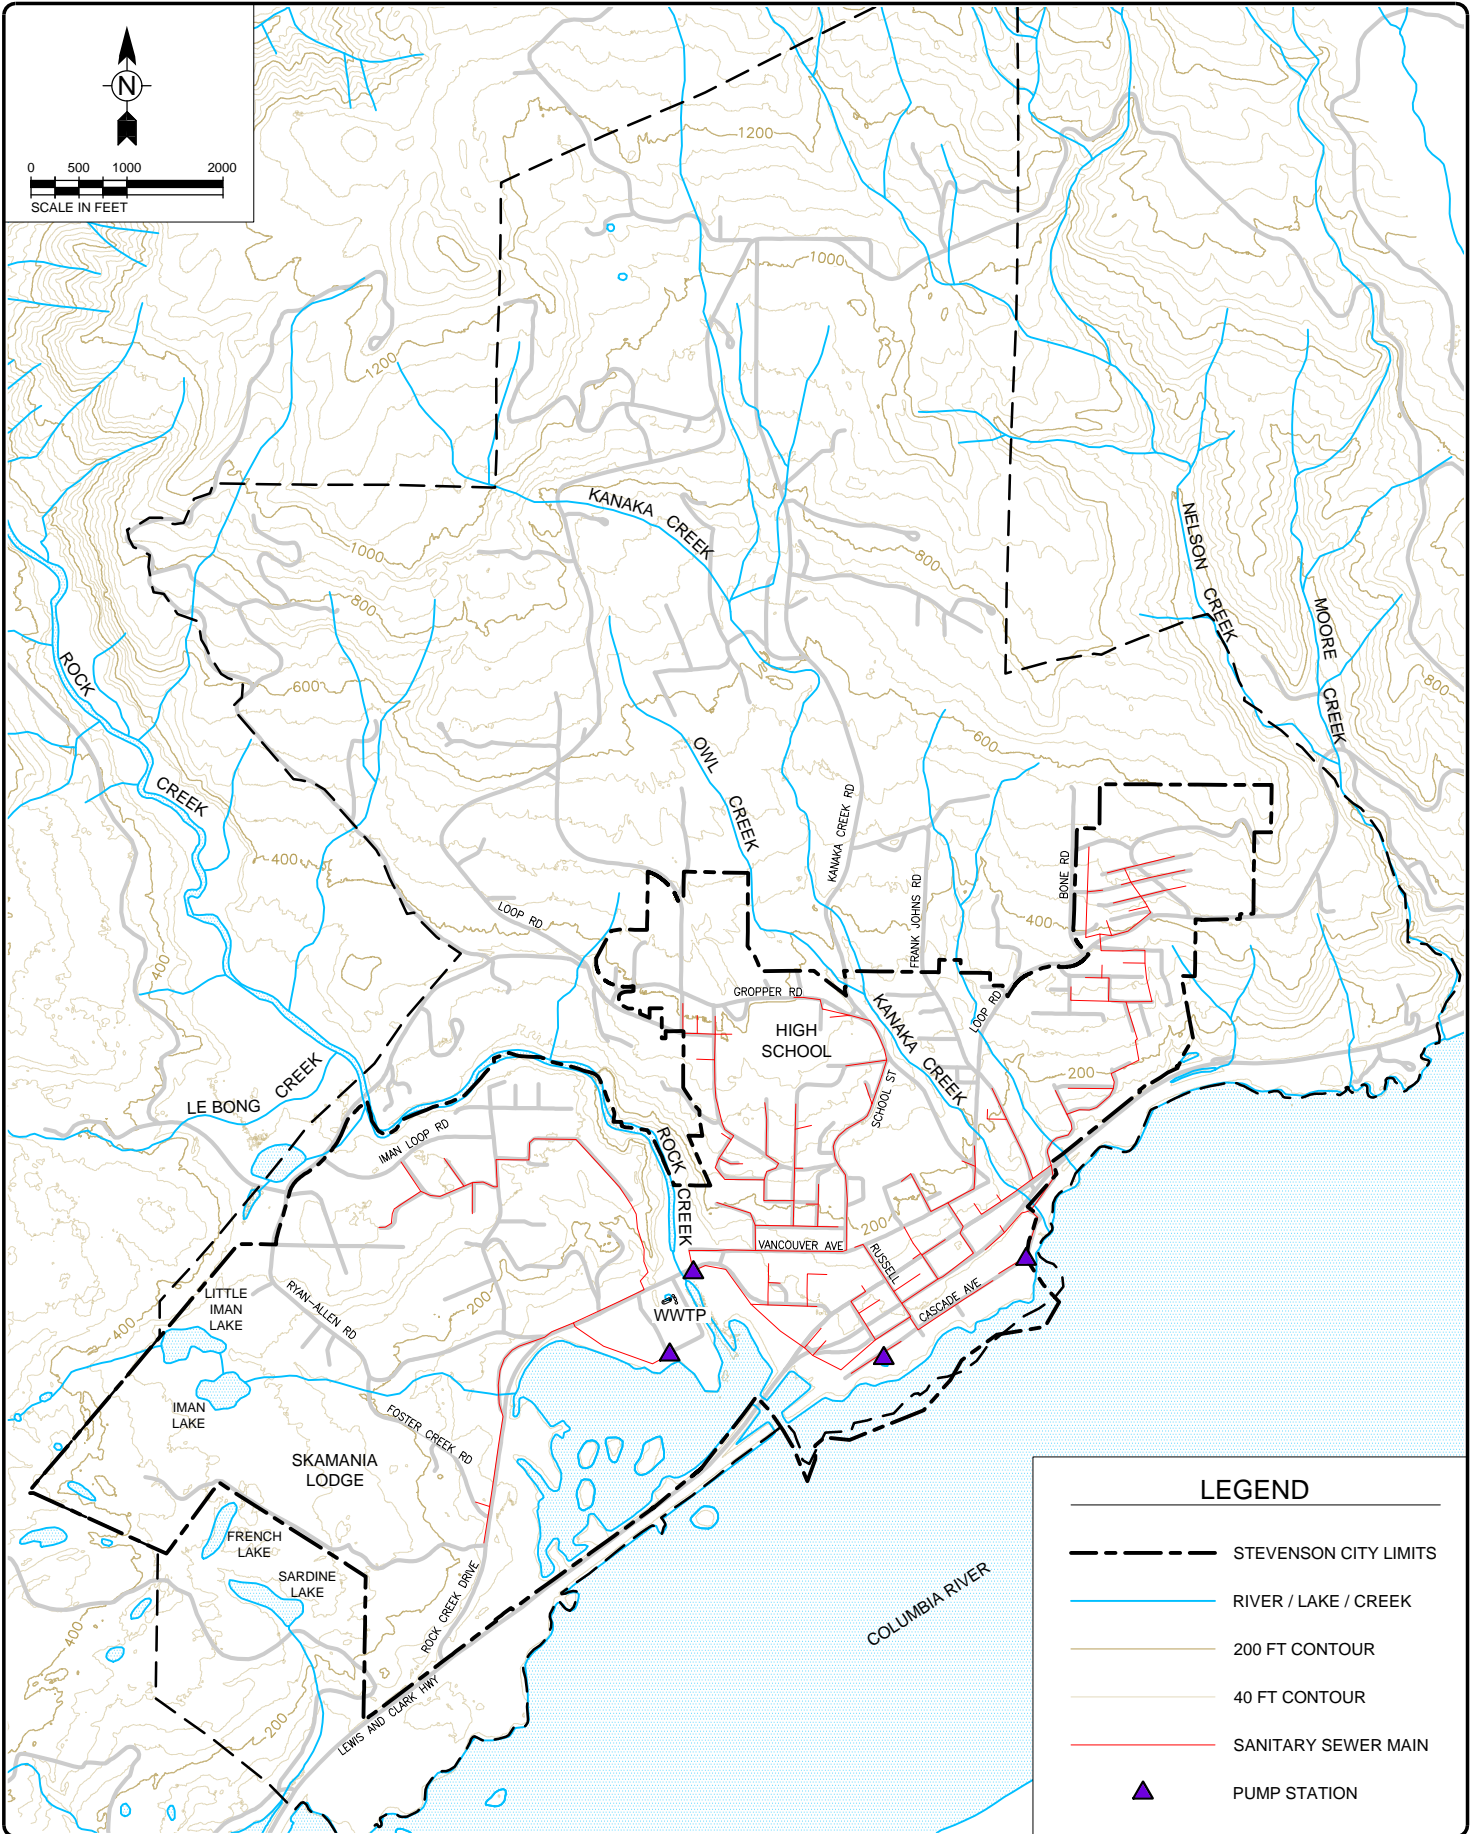 N
0 500 1000 2000
SCALE IN FEET
1200
1000
1200
KANAKA CREEK
NELSON CREEK
1000
800
800
MOORE CREEK
ROCK CREEK
600
800
OWL CREEK
600
KANAKA CREEK RD
BONE RD
400
FRANK JOHNS RD
LOOP RD
400
400
GROPPER RD
KANAKA CREEK
LOOP RD
HIGH
SCHOOL
200
LE BONG CREEK
SCHOOL ST
IMAN LOOP RD
ROCK CREEK
200
VANCOUVER AVE
RUSSELL
CASCADE AVE
LITTLE
IMAN
LAKE
RYAN-ALLEN RD
200
WWTP
400
IMAN
LAKE
FOSTER CREEK RD
SKAMANIA
LODGE
FRENCH
LAKE
SARDINE
LAKE
ROCK CREEK DRIVE
COLUMBIA RIVER
400
200
LEWIS AND CLARK HWY
LEGEND
STEVENSON CITY LIMITS
RIVER / LAKE / CREEK
200 FT CONTOUR
40 FT CONTOUR
SANITARY SEWER MAIN
PUMP STATION